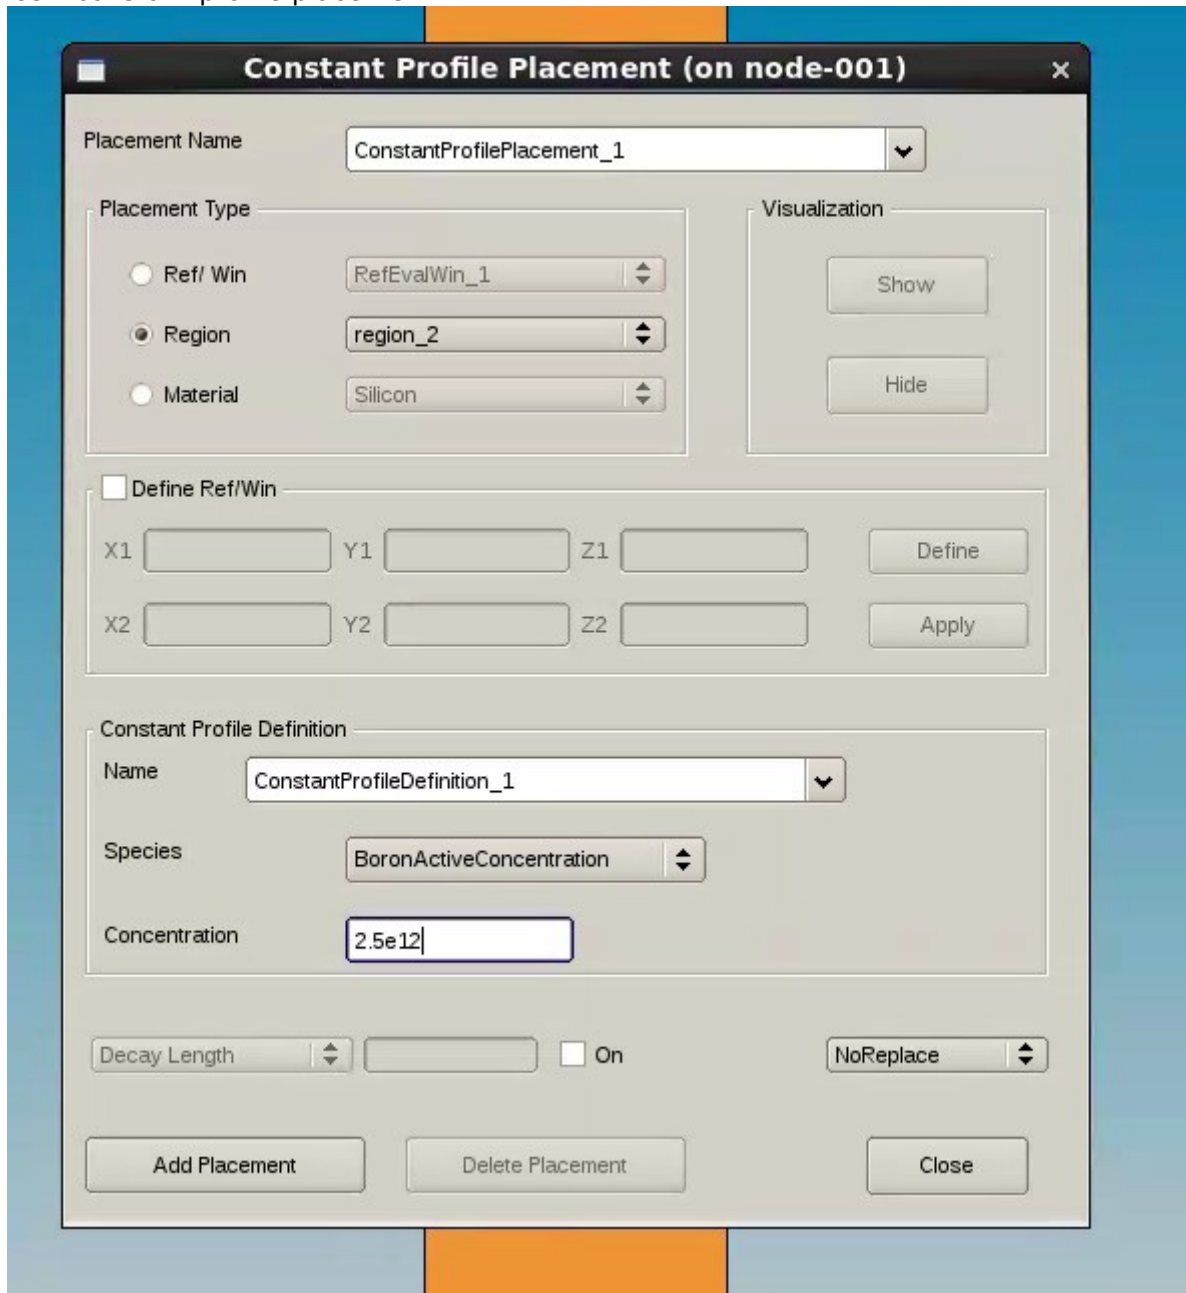 Constant Profile Placement (on node-001)
Placement Name
ConstantProfilePlacement_1
Placement Type
Visualization
Ref/ Win
RefEvalWin_1
Show
Region
region_2
Material
Silicon
Hide
Define Ref/Win
X1
Y1
Z1
Define
X2
Y2
Z2
Apply
Constant Profile Definition
Name
ConstantProfileDefinition_1
Species
BoronActiveConcentration
Concentration
2.5e12
Decay Length
On
NoReplace
Add Placement
Delete Placement
Close